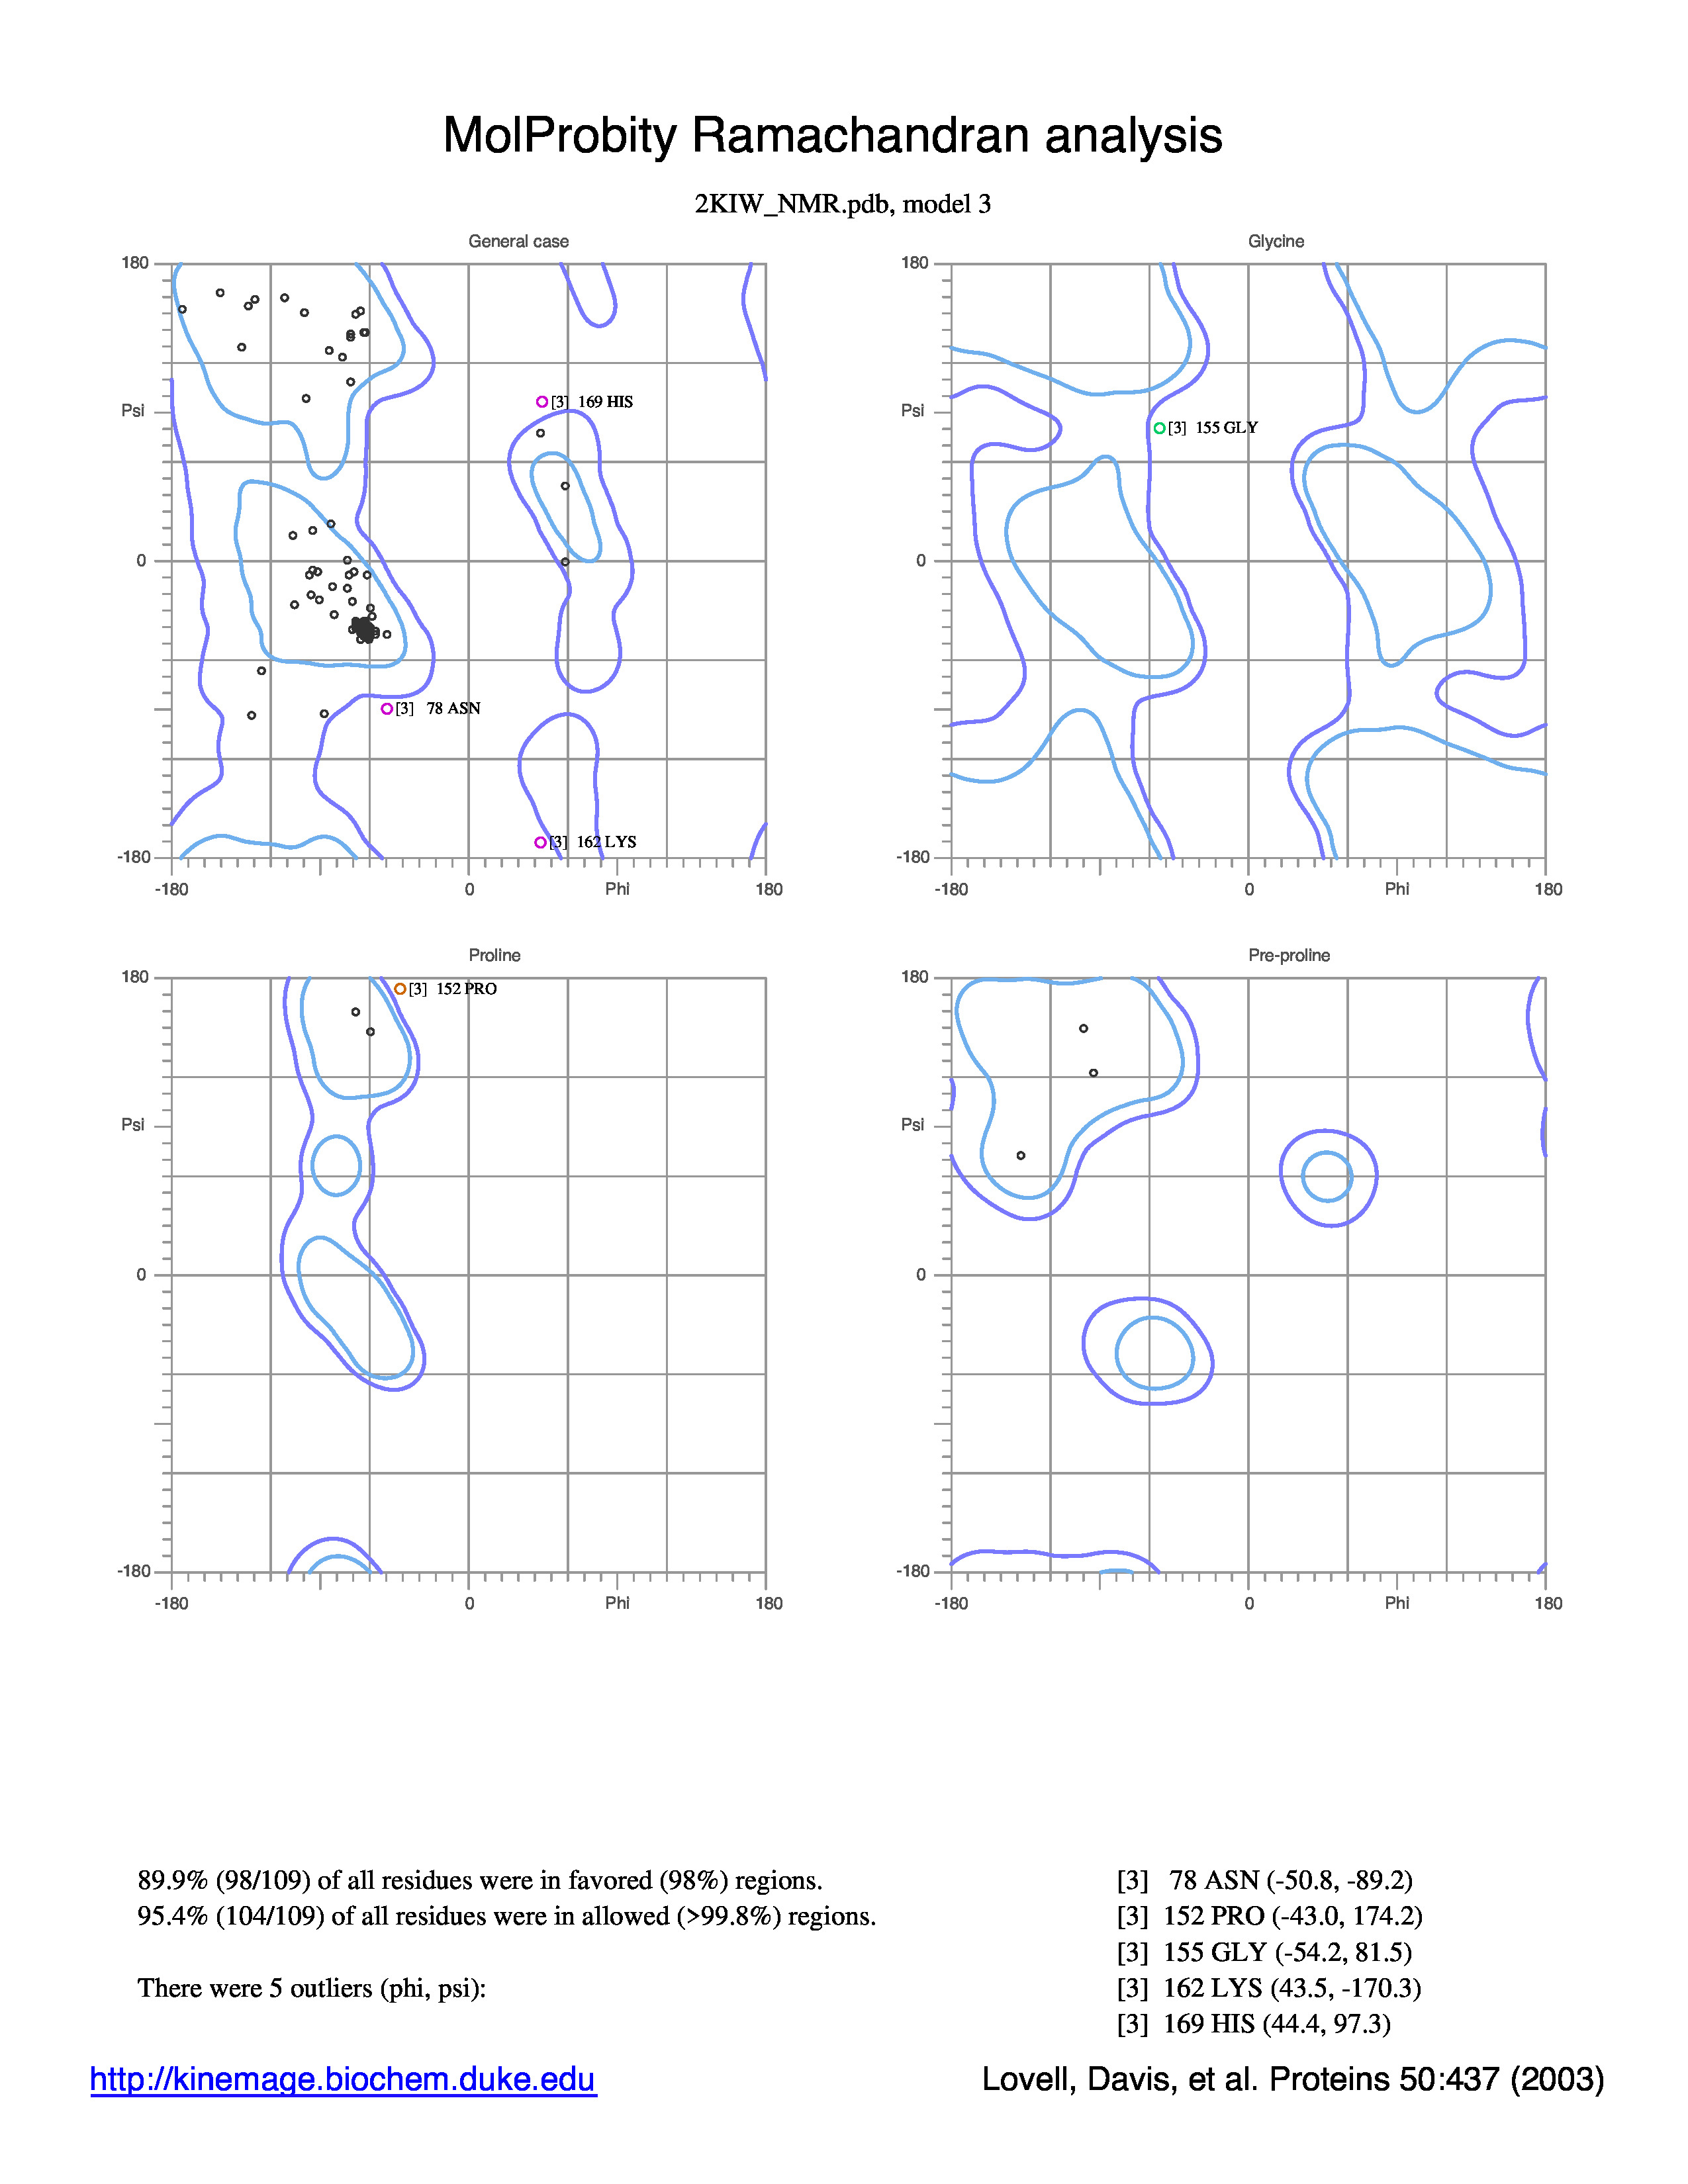 MolProbity Ramachandran analysis
2KIW_NMR.pdb, model 3
General case
180
Psi
0
-180
-180
0
Phi
180
[3] 169 HIS
[3] 78 ASN
[3] 162 LYS
Glycine
180
Psi
0
-180
-180
0
Phi
180
[3] 155 GLY
Proline
180
Psi
0
-180
-180
0
Phi
180
[3] 152 PRO
Pre-proline
180
Psi
0
-180
-180
0
Phi
180
89.9% (98/109) of all residues were in favored (98%) regions.
95.4% (104/109) of all residues were in allowed (>99.8%) regions.
There were 5 outliers (phi, psi):
[3] 78 ASN (-50.8, -89.2)
[3] 152 PRO (-43.0, 174.2)
[3] 155 GLY (-54.2, 81.5)
[3] 162 LYS (43.5, -170.3)
[3] 169 HIS (44.4, 97.3)
http://kinemage.biochem.duke.edu
Lovell, Davis, et al. Proteins 50:437 (2003)